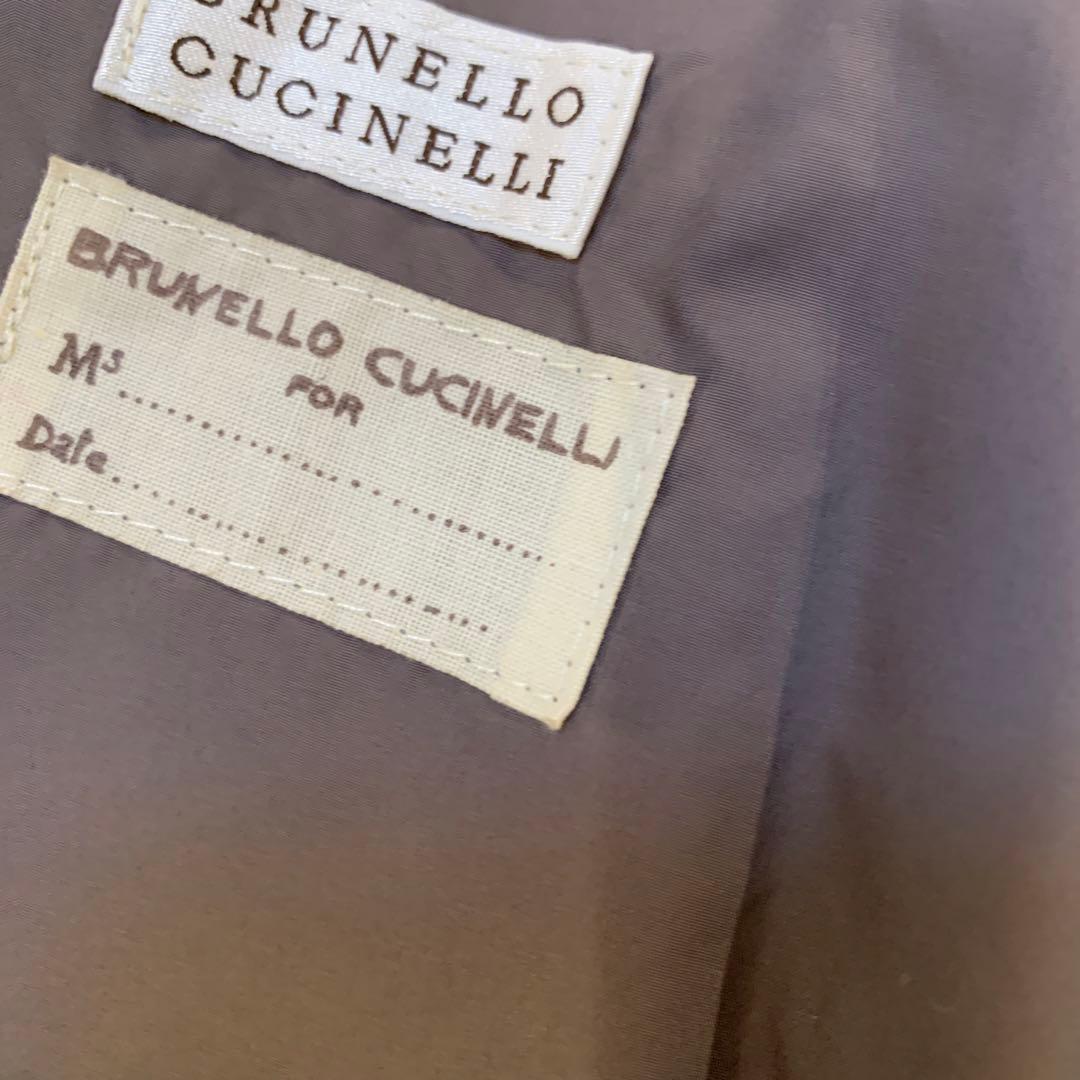 BRUNELLO
CUCINELLI
BRUNELLO CUCINELLI
FOR
Ms....................................
Date....................................